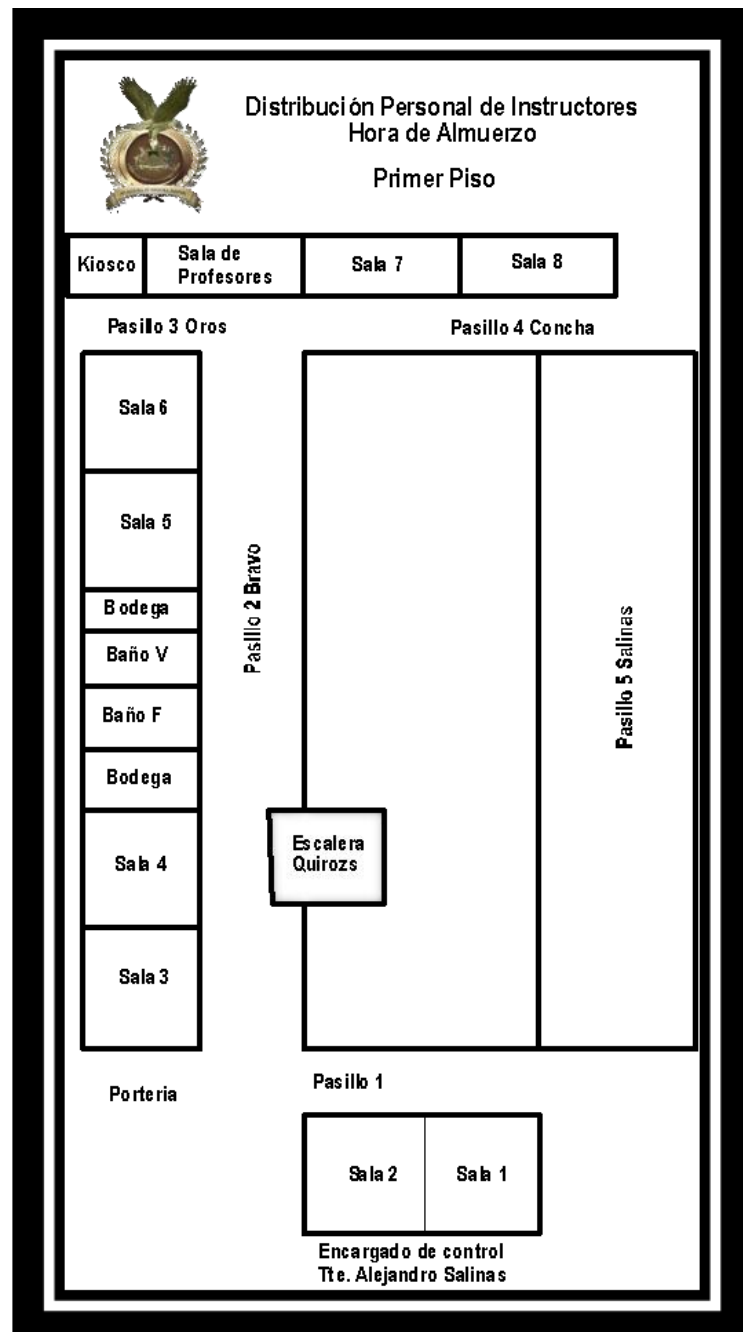 Distribución Personal de Instructores
Hora de Almuerzo
Primer Piso
Kiosco
Sala de
Profesores
Sala 7
Sala 8
Pasillo 3 Oros
Pasillo 4 Concha
Sala 6
Sala 5
Bodega
Baño V
Baño F
Bodega
Sala 4
Sala 3
Pasillo 2 Bravo
Escalera
Quirozs
Pasillo 5 Salinas
Porteria
Pasillo 1
Sala 2
Sala 1
Encargado de control
Tte. Alejandro Salinas